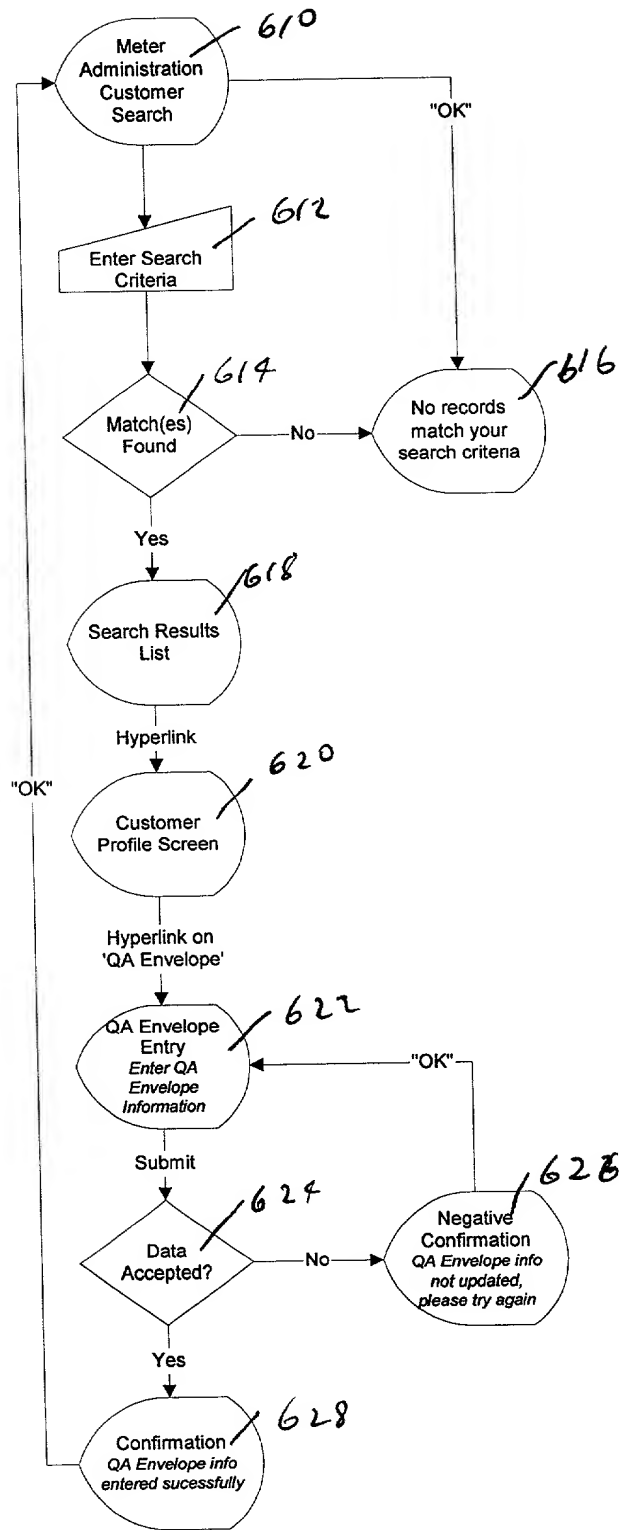 610
Meter
Administration
Customer
Search
"OK"
612
Enter Search
Criteria
614
Match(es)
Found
No
616
No records
match your
search criteria
Yes
618
Search Results
List
Hyperlink
620
"OK"
Customer
Profile Screen
Hyperlink on
'QA Envelope'
622
QA Envelope
Entry
Enter QA
Envelope
Information
"OK"
Submit
624
Data
Accepted?
No
626
Negative
Confirmation
QA Envelope info
not updated,
please try again
Yes
628
Confirmation
QA Envelope info
entered sucessfully